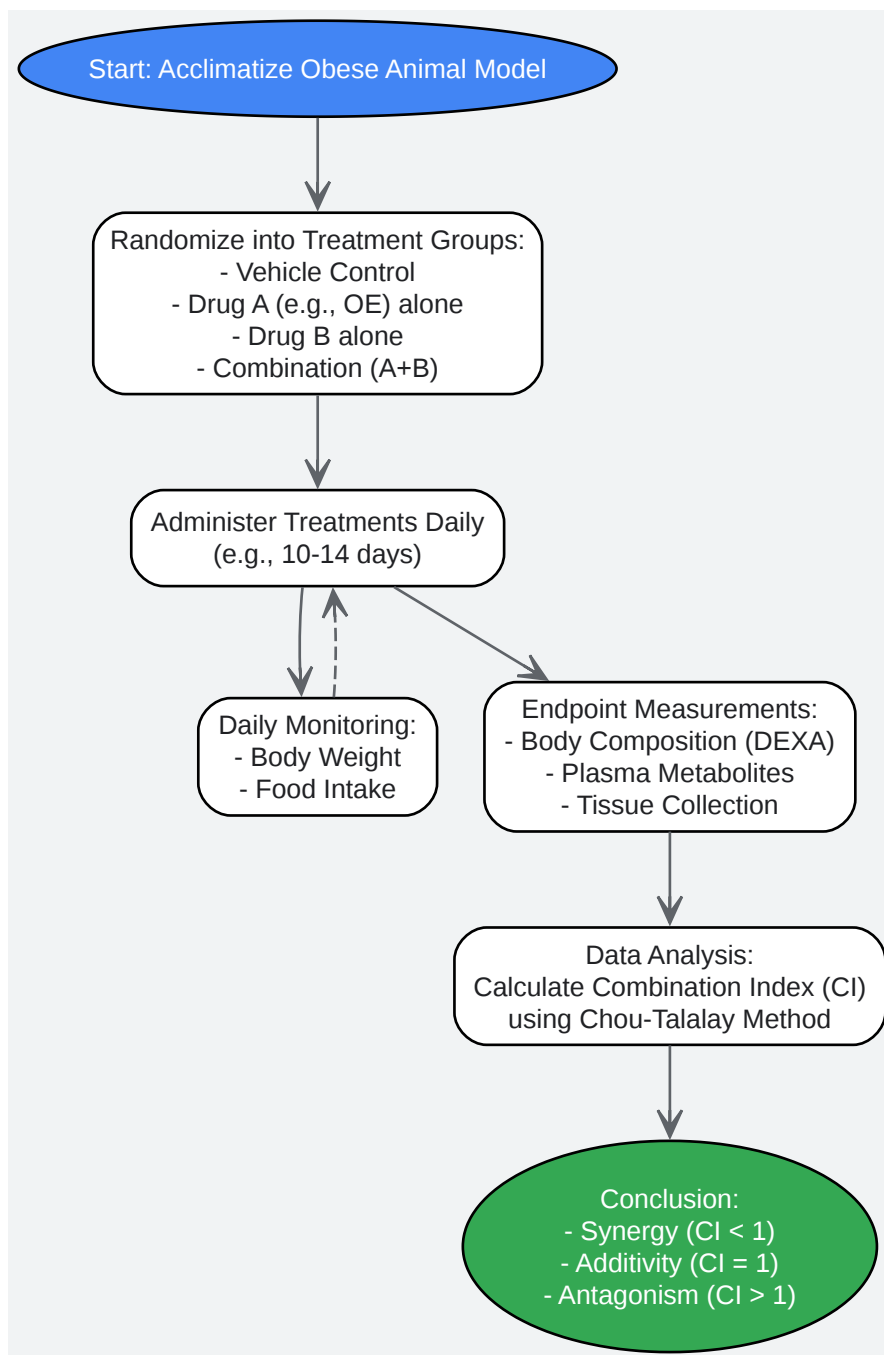 Start: Acclimatize Obese Animal Model
Randomize into Treatment Groups:
- Vehicle Control
- Drug A (e.g., OE) alone
- Drug B alone
- Combination (A+B)
Administer Treatments Daily
(e.g., 10-14 days)
Daily Monitoring:
- Body Weight
- Food Intake
Endpoint Measurements:
- Body Composition (DEXA)
- Plasma Metabolites
- Tissue Collection
Data Analysis:
Calculate Combination Index (CI)
using Chou-Talalay Method
Conclusion:
- Synergy (CI < 1)
- Additivity (CI = 1)
- Antagonism (CI > 1)